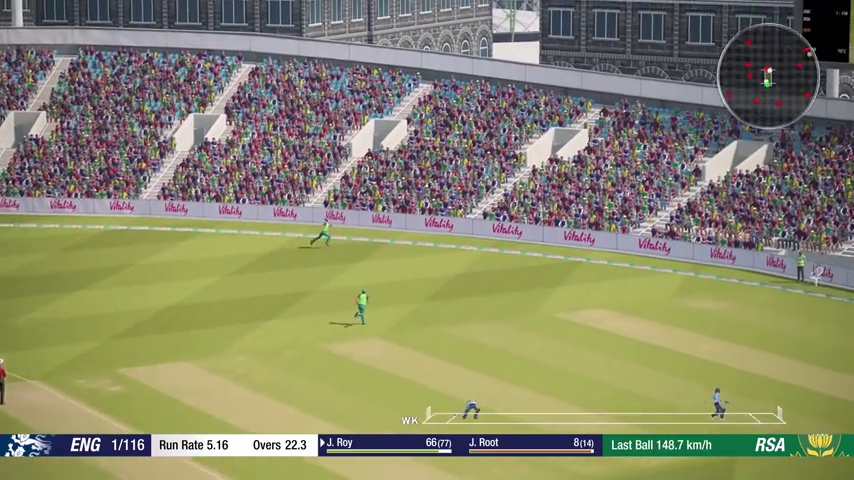 Vitality Vitality Vitality Vitality Vitality Vitality Vitality Vitality Vitality Vitality Vitality Vitality Vitality
WK
ENG 1/116 Run Rate 5.16 Overs 22.3 J. Roy 66(77) J. Root 8(14) Last Ball 148.7 km/h RSA